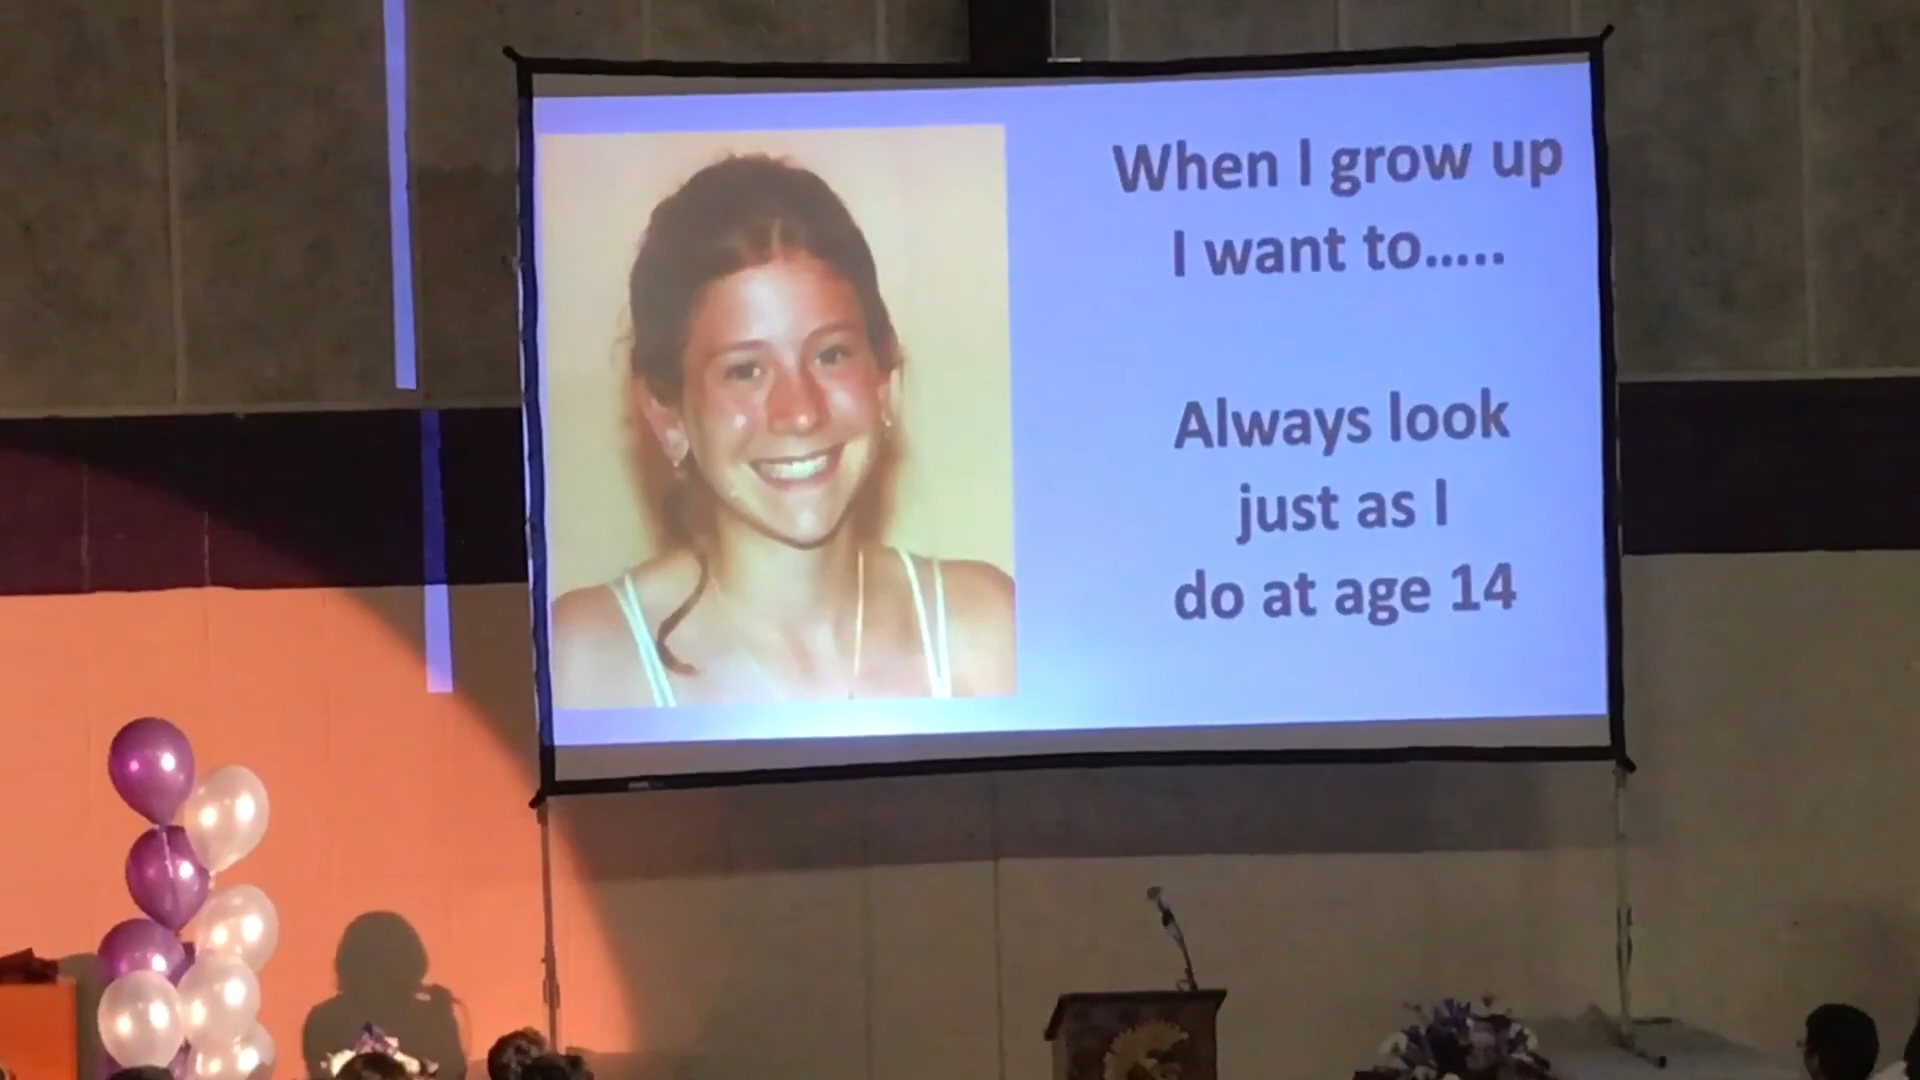 When I grow up
I want to.....
Always look
just as I
do at age 14